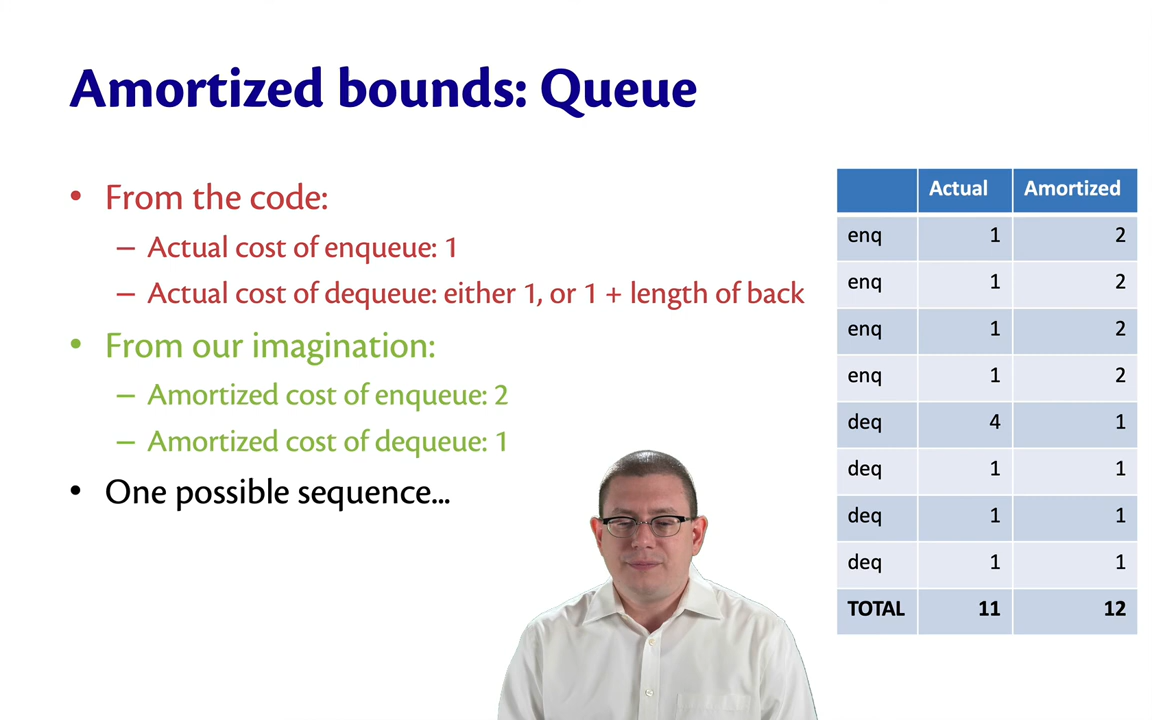 Amortized bounds: Queue
• From the code:
– Actual cost of enqueue: 1
– Actual cost of dequeue: either 1, or 1 + length of back
• From our imagination:
– Amortized cost of enqueue: 2
– Amortized cost of dequeue: 1
• One possible sequence...
Actual Amortized
enq 1 2
enq 1 2
enq 1 2
enq 1 2
deq 4 1
deq 1 1
deq 1 1
deq 1 1
TOTAL 11 12